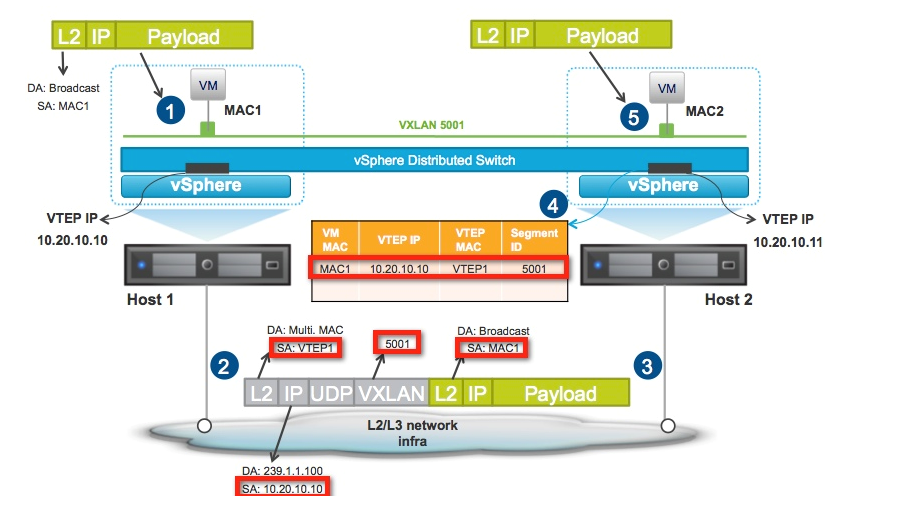 L2 IP Payload
DA: Broadcast
SA: MAC1
VM
MAC1
1
L2 IP Payload
VM
MAC2
5
VXLAN 5001
vSphere Distributed Switch
vSphere
vSphere
VTEP IP
10.20.10.10
VTEP IP
10.20.10.11
4
VM MAC VTEP IP VTEP MAC Segment ID
MAC1 10.20.10.10 VTEP1 5001
Host 1
Host 2
2
3
DA: Multi. MAC
SA: VTEP1
5001
DA: Broadcast
SA: MAC1
L2 IP UDP VXLAN L2 IP Payload
L2/L3 network
infra
DA: 239.1.1.100
SA: 10.20.10.10